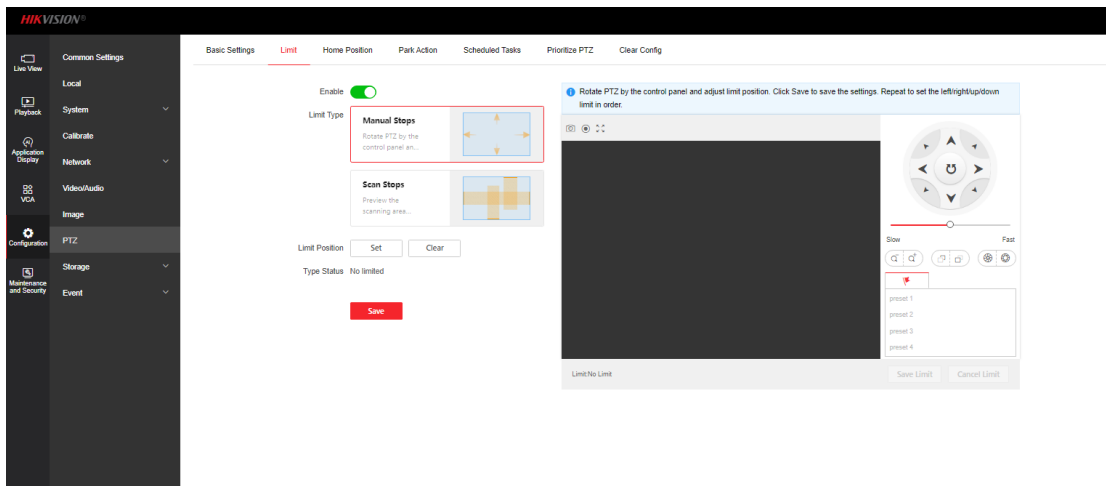 HIKVISION®
Live View
Playback
Application
Display
VCA
Configuration
Maintenance
and Security
Common Settings
Local
System
Calibrate
Network
Video/Audio
Image
PTZ
Storage
Event
Basic Settings Limit Home Position Park Action Scheduled Tasks Prioritize PTZ Clear Config
Enable
Limit Type
Manual Stops
Rotate PTZ by the
control panel an...
Scan Stops
Preview the
scanning area...
Limit Position Set Clear
Type Status No limited
Save
Rotate PTZ by the control panel and adjust limit position. Click Save to save the settings. Repeat to set the left/right/up/down
limit in order.
Slow Fast
preset 1
preset 2
preset 3
preset 4
Limit:No Limit
Save Limit Cancel Limit